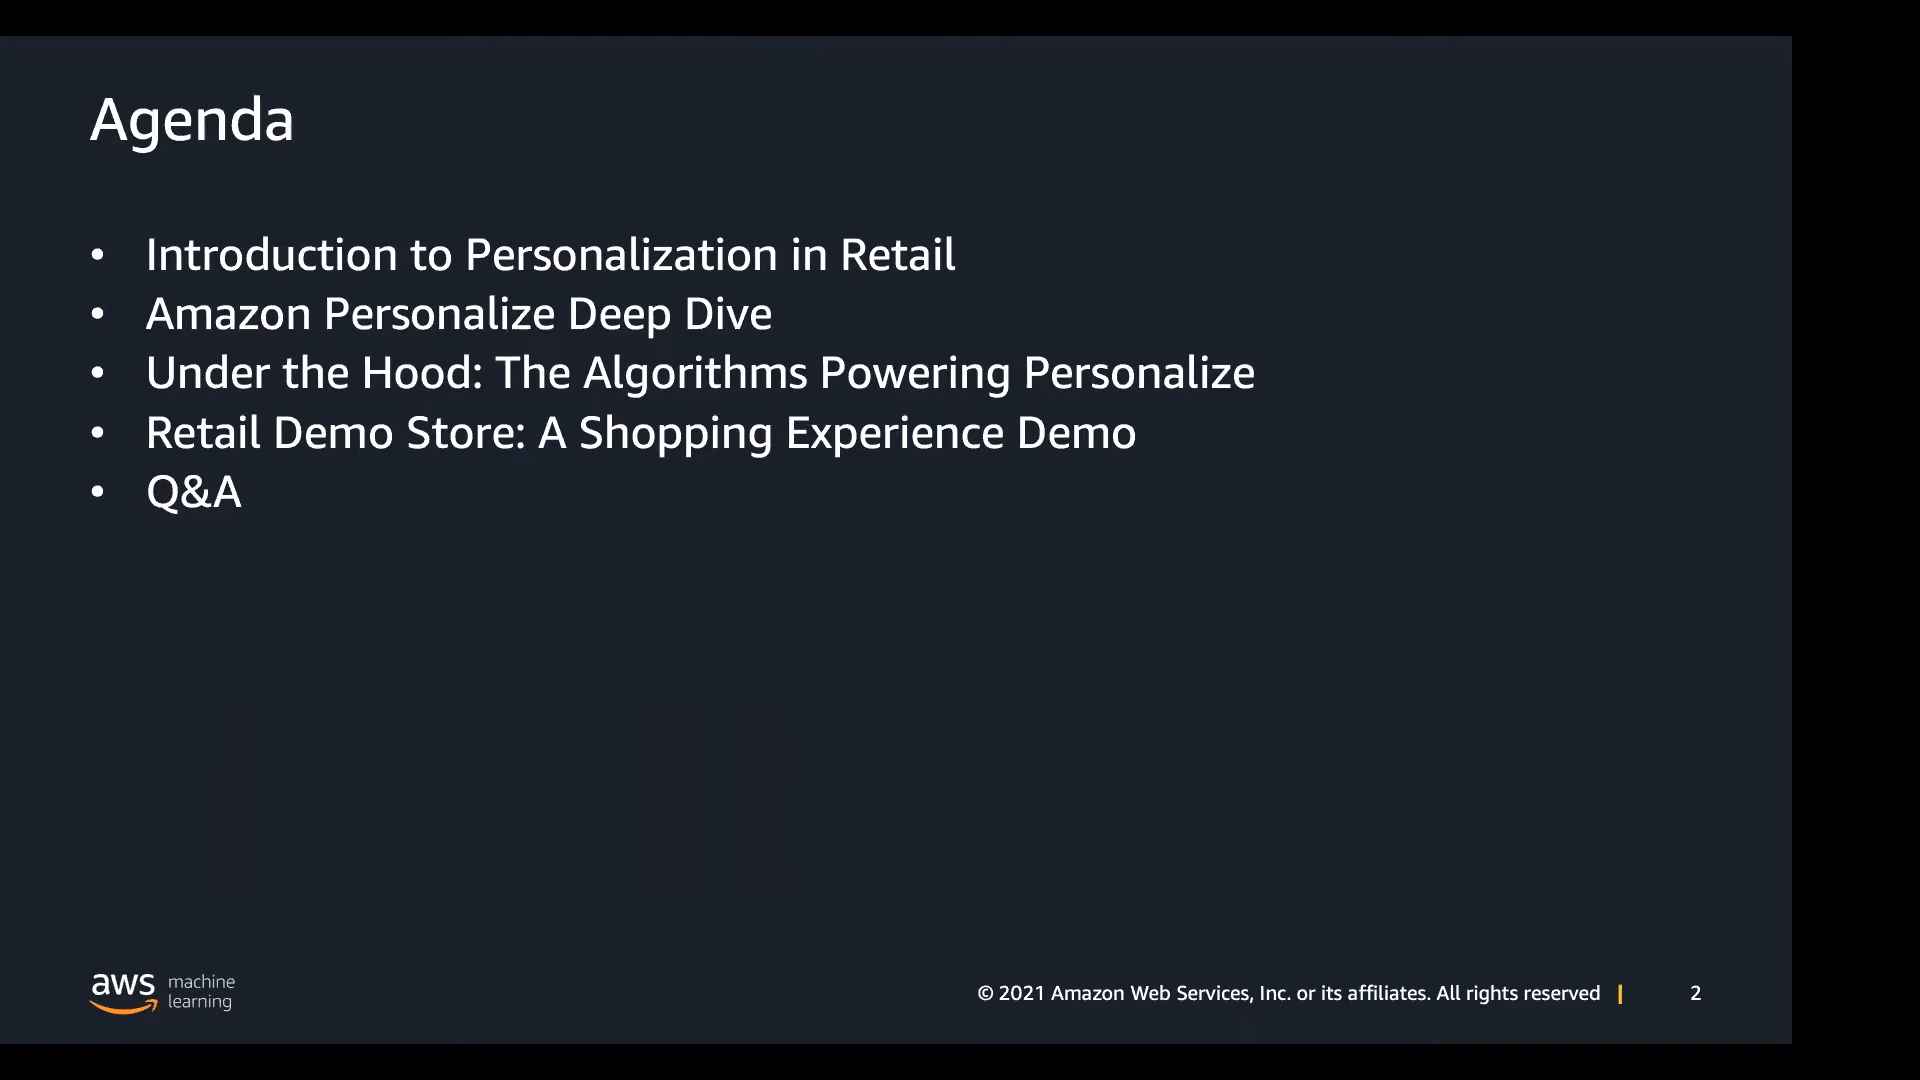 Agenda
• Introduction to Personalization in Retail
• Amazon Personalize Deep Dive
• Under the Hood: The Algorithms Powering Personalize
• Retail Demo Store: A Shopping Experience Demo
• Q&A
aws machine learning
© 2021 Amazon Web Services, Inc. or its affiliates. All rights reserved | 2